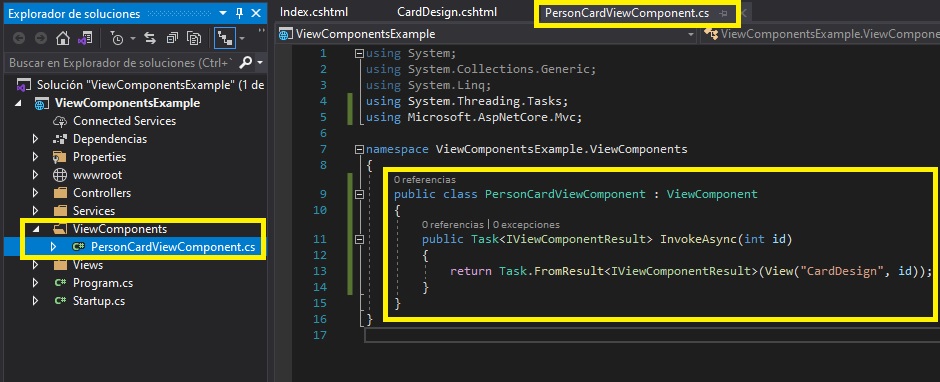 Explorador de soluciones
Buscar en Explorador de soluciones (Ctrl+
Solución "ViewComponentsExample" (1 de
ViewComponentsExample
Connected Services
Dependencias
Properties
wwwroot
Controllers
Services
ViewComponents
C# PersonCardViewComponent.cs
Views
C# Program.cs
C# Startup.cs
Index.cshtml CardDesign.cshtml PersonCardViewComponent.cs
ViewComponentsExample ViewComponentsExample.ViewCompone
1 using System;
2 using System.Collections.Generic;
3 using System.Linq;
4 using System.Threading.Tasks;
5 using Microsoft.AspNetCore.Mvc;
6
7 namespace ViewComponentsExample.ViewComponents
8 {
0 referencias
9 public class PersonCardViewComponent : ViewComponent
10 {
0 referencias | 0 excepciones
11 public Task<IViewComponentResult> InvokeAsync(int id)
12 {
13 return Task.FromResult<IViewComponentResult>(View("CardDesign", id));
14 }
15 }
16 }
17